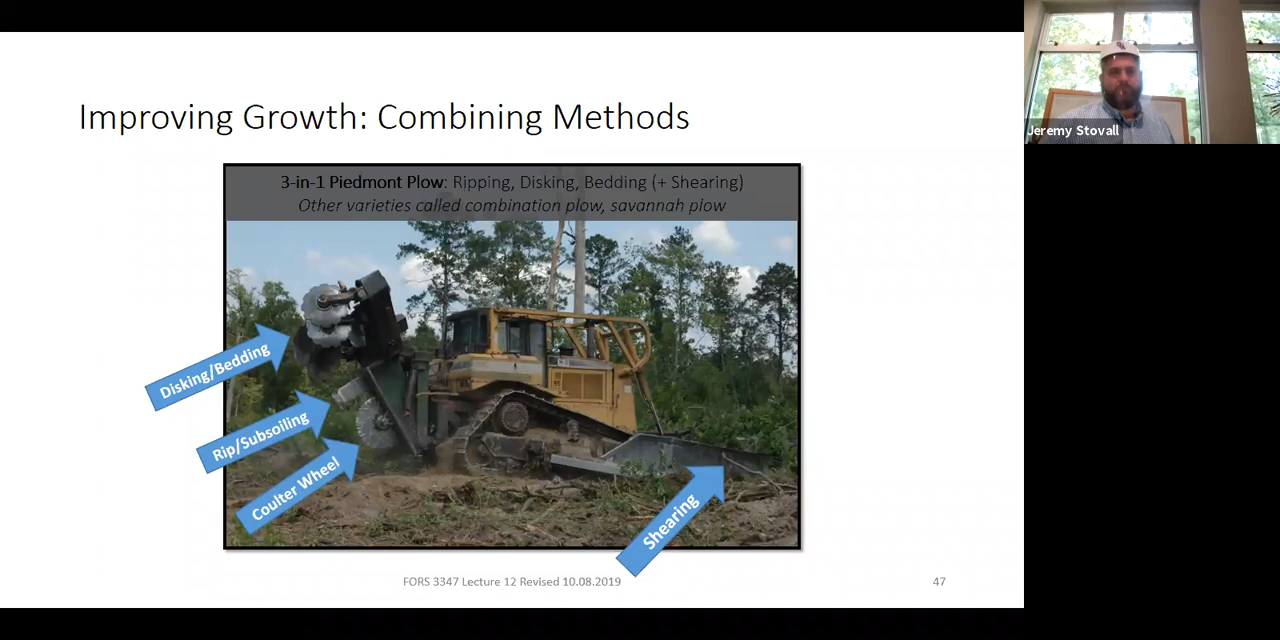 Improving Growth: Combining Methods
3-in-1 Piedmont Plow: Ripping, Disking, Bedding (+ Shearing)
Other varieties called combination plow, savannah plow
Disking/Bedding
Rip/Subsoiling
Coulter Wheel
Shearing
FORS 3347 Lecture 12 Revised 10.08.2019
47
Jeremy Stovall